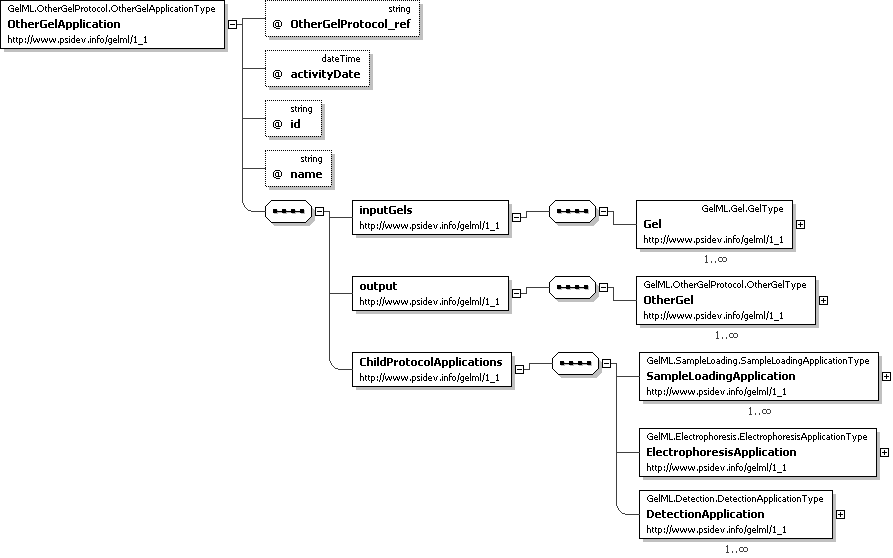 GelML.OtherGelProtocol.OtherGelApplicationType
OtherGelApplication
http://www.psidev.info/gelml/1_1
string
@ OtherGelProtocol_ref
dateTime
@ activityDate
string
@ id
string
@ name
inputGels
http://www.psidev.info/gelml/1_1
GelML.Gel.GelType
Gel
http://www.psidev.info/gelml/1_1
1..∞
output
http://www.psidev.info/gelml/1_1
GelML.OtherGelProtocol.OtherGelType
OtherGel
http://www.psidev.info/gelml/1_1
1..∞
ChildProtocolApplications
http://www.psidev.info/gelml/1_1
GelML.SampleLoading.SampleLoadingApplicationType
SampleLoadingApplication
http://www.psidev.info/gelml/1_1
1..∞
GelML.Electrophoresis.ElectrophoresisApplicationType
ElectrophoresisApplication
http://www.psidev.info/gelml/1_1
GelML.Detection.DetectionApplicationType
DetectionApplication
http://www.psidev.info/gelml/1_1
1..∞